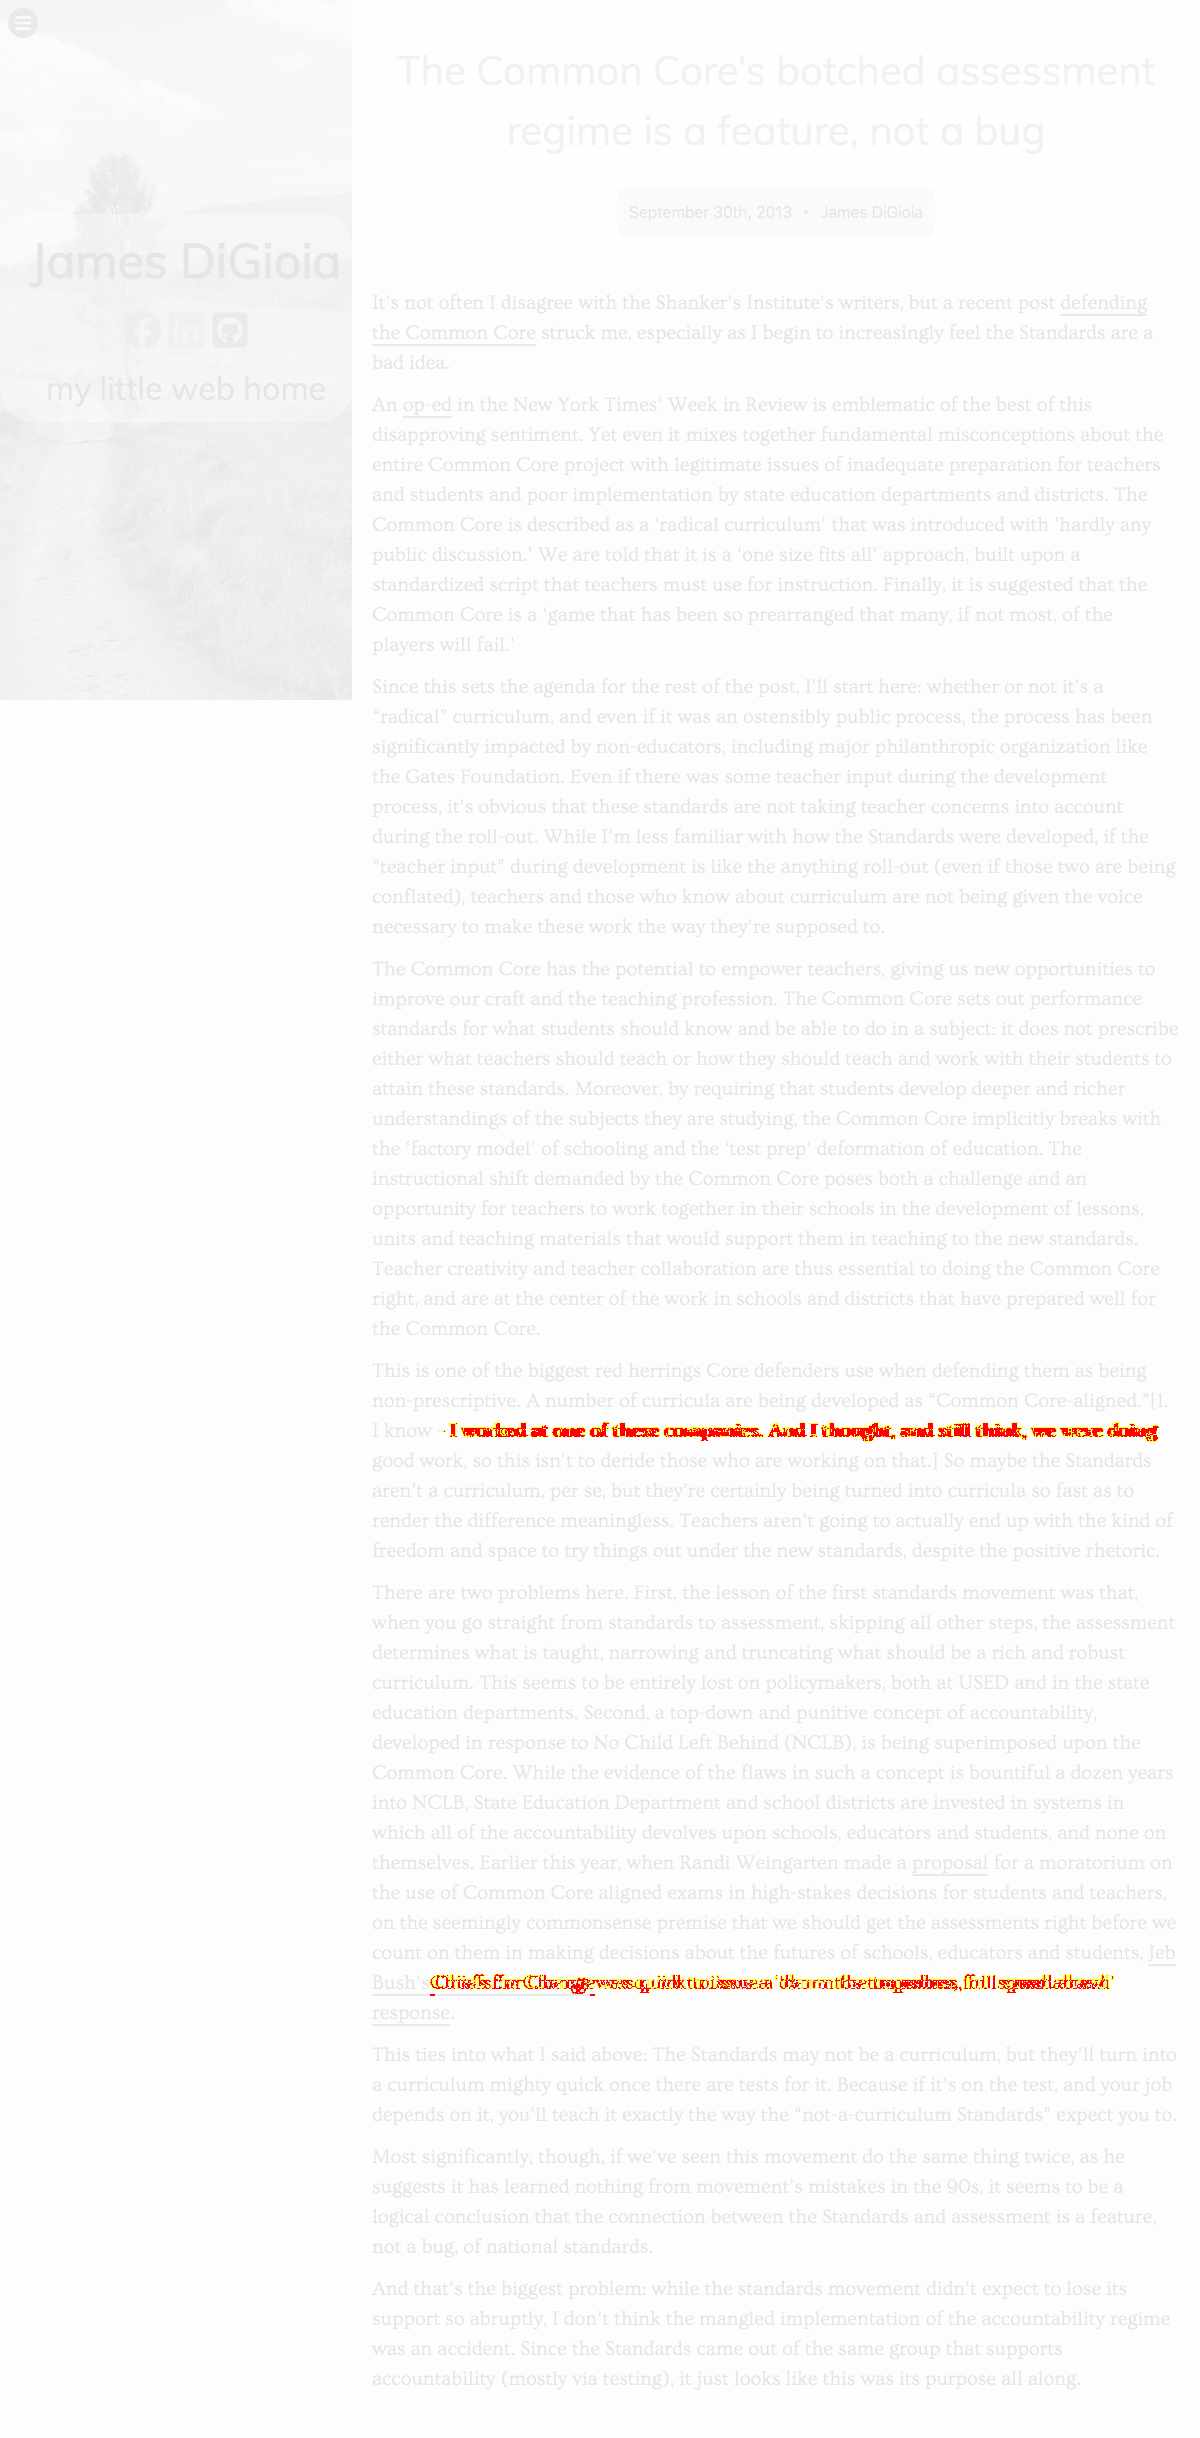 The Common Core's botched assessment
regime is a feature, not a bug
September 30th, 2013 • James DiGioia
James DiGioia
my little web home
It's not often I disagree with the Shanker's Institute's writers, but a recent post defending
the Common Core struck me, especially as I begin to increasingly feel the Standards are a
bad idea.
An op-ed in the New York Times' Week in Review is emblematic of the best of this
disapproving sentiment. Yet even it mixes together fundamental misconceptions about the
entire Common Core project with legitimate issues of inadequate preparation for teachers
and students and poor implementation by state education departments and districts. The
Common Core is described as a 'radical curriculum' that was introduced with 'hardly any
public discussion.' We are told that it is a 'one size fits all' approach, built upon a
standardized script that teachers must use for instruction. Finally, it is suggested that the
Common Core is a 'game that has been so prearranged that many, if not most, of the
players will fail.'
Since this sets the agenda for the rest of the post, I'll start here: whether or not it's a
“radical” curriculum, and even if it was an ostensibly public process, the process has been
significantly impacted by non-educators, including major philanthropic organization like
the Gates Foundation. Even if there was some teacher input during the development
process, it's obvious that these standards are not taking teacher concerns into account
during the roll-out. While I'm less familiar with how the Standards were developed, if the
“teacher input” during development is like the anything roll-out (even if those two are being
conflated), teachers and those who know about curriculum are not being given the voice
necessary to make these work the way they're supposed to.
The Common Core has the potential to empower teachers, giving us new opportunities to
improve our craft and the teaching profession. The Common Core sets out performance
standards for what students should know and be able to do in a subject: it does not prescribe
either what teachers should teach or how they should teach and work with their students to
attain these standards. Moreover, by requiring that students develop deeper and richer
understandings of the subjects they are studying, the Common Core implicitly breaks with
the 'factory model' of schooling and the 'test prep' deformation of education. The
instructional shift demanded by the Common Core poses both a challenge and an
opportunity for teachers to work together in their schools in the development of lessons,
units and teaching materials that would support them in teaching to the new standards.
Teacher creativity and teacher collaboration are thus essential to doing the Common Core
right, and are at the center of the work in schools and districts that have prepared well for
the Common Core.
This is one of the biggest red herrings Core defenders use when defending them as being
non-prescriptive. A number of curricula are being developed as “Common Core-aligned.”[1.
I know - I worked at one of these companies. And I thought, and still think, we were doing
good work, so this isn't to deride those who are working on that.] So maybe the Standards
aren't a curriculum, per se, but they're certainly being turned into curricula so fast as to
render the difference meaningless. Teachers aren't going to actually end up with the kind of
freedom and space to try things out under the new standards, despite the positive rhetoric.
There are two problems here. First, the lesson of the first standards movement was that,
when you go straight from standards to assessment, skipping all other steps, the assessment
determines what is taught, narrowing and truncating what should be a rich and robust
curriculum. This seems to be entirely lost on policymakers, both at USED and in the state
education departments. Second, a top-down and punitive concept of accountability,
developed in response to No Child Left Behind (NCLB), is being superimposed upon the
Common Core. While the evidence of the flaws in such a concept is bountiful a dozen years
into NCLB, State Education Department and school districts are invested in systems in
which all of the accountability devolves upon schools, educators and students, and none on
themselves. Earlier this year, when Randi Weingarten made a proposal for a moratorium on
the use of Common Core aligned exams in high-stakes decisions for students and teachers,
on the seemingly commonsense premise that we should get the assessments right before we
count on them in making decisions about the futures of schools, educators and students, Jeb
Bush's Chiefs for Change was quick to issue a 'damn the torpedoes, full speed ahead'
response.
This ties into what I said above: The Standards may not be a curriculum, but they'll turn into
a curriculum mighty quick once there are tests for it. Because if it's on the test, and your job
depends on it, you'll teach it exactly the way the “not-a-curriculum Standards” expect you to.
Most significantly, though, if we've seen this movement do the same thing twice, as he
suggests it has learned nothing from movement's mistakes in the 90s, it seems to be a
logical conclusion that the connection between the Standards and assessment is a feature,
not a bug, of national standards.
And that's the biggest problem: while the standards movement didn't expect to lose its
support so abruptly, I don't think the mangled implementation of the accountability regime
was an accident. Since the Standards came out of the same group that supports
accountability (mostly via testing), it just looks like this was its purpose all along.